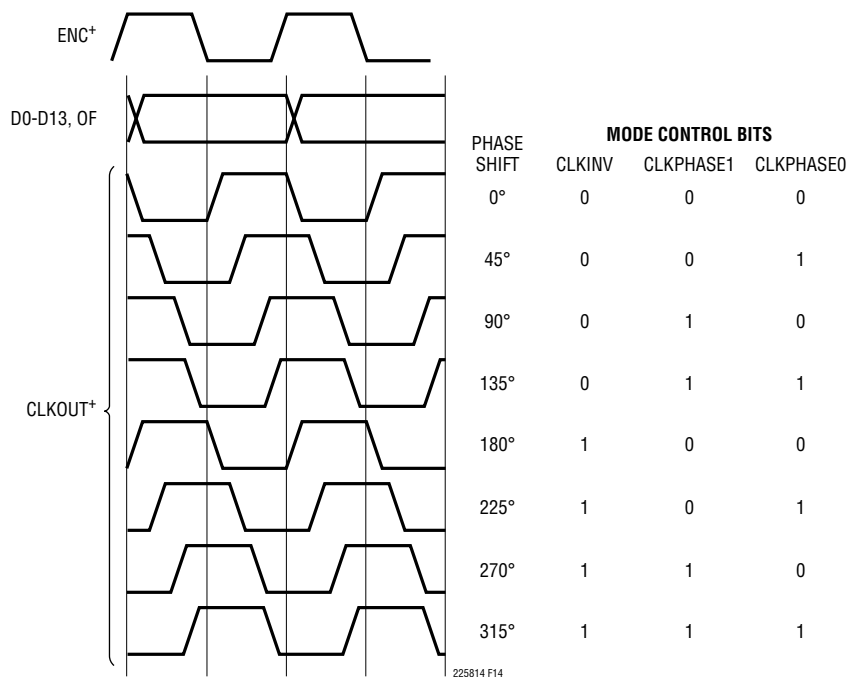 ENC+
D0-D13, OF
PHASE SHIFT
MODE CONTROL BITS
CLKINV CLKPHASE1 CLKPHASE0
0° 0 0 0
45° 0 0 1
90° 0 1 0
135° 0 1 1
CLKOUT+
180° 1 0 0
225° 1 0 1
270° 1 1 0
315° 1 1 1
225814 F14